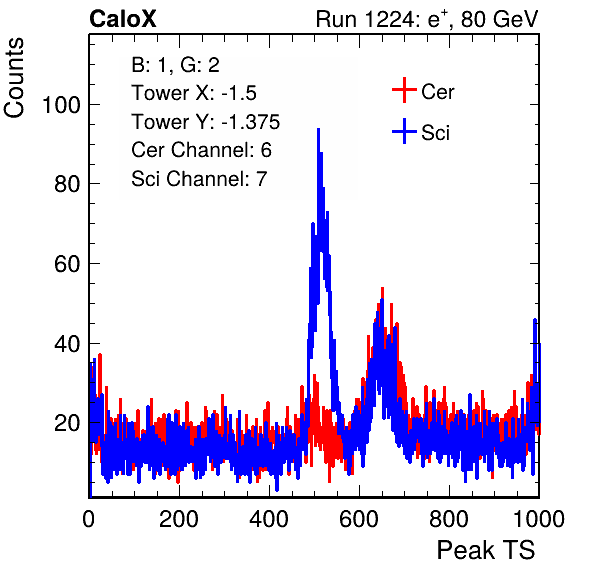 CaloX Run 1224: e+, 80 GeV
Counts
B: 1, G: 2
Tower X: -1.5
Tower Y: -1.375
Cer Channel: 6
Sci Channel: 7
Cer
Sci
100
80
60
40
20
0 200 400 600 800 1000
Peak TS